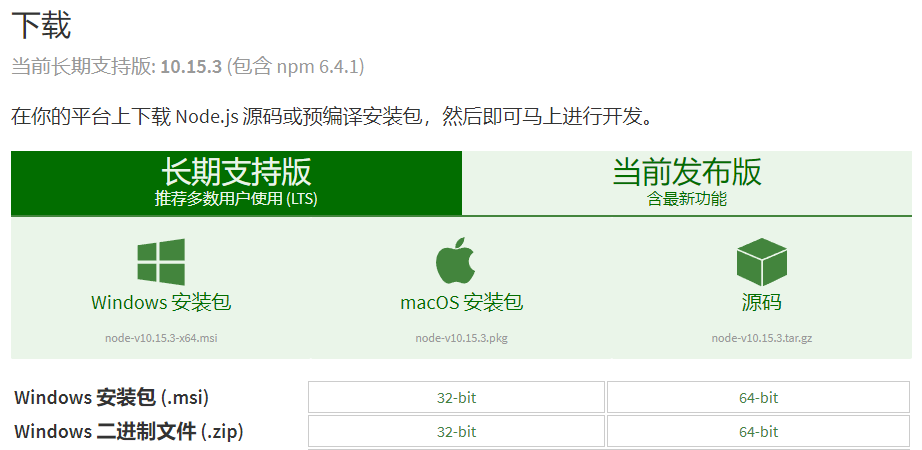 下载
当前长期支持版: 10.15.3 (包含 npm 6.4.1)
在你的平台上下载 Node.js 源码或预编译安装包，然后即可马上进行开发。
长期支持版
推荐多数用户使用 (LTS)
当前发布版
含最新功能
Windows 安装包
node-v10.15.3-x64.msi
macOS 安装包
node-v10.15.3.pkg
源码
node-v10.15.3.tar.gz
Windows 安装包 (.msi) 32-bit 64-bit
Windows 二进制文件 (.zip) 32-bit 64-bit